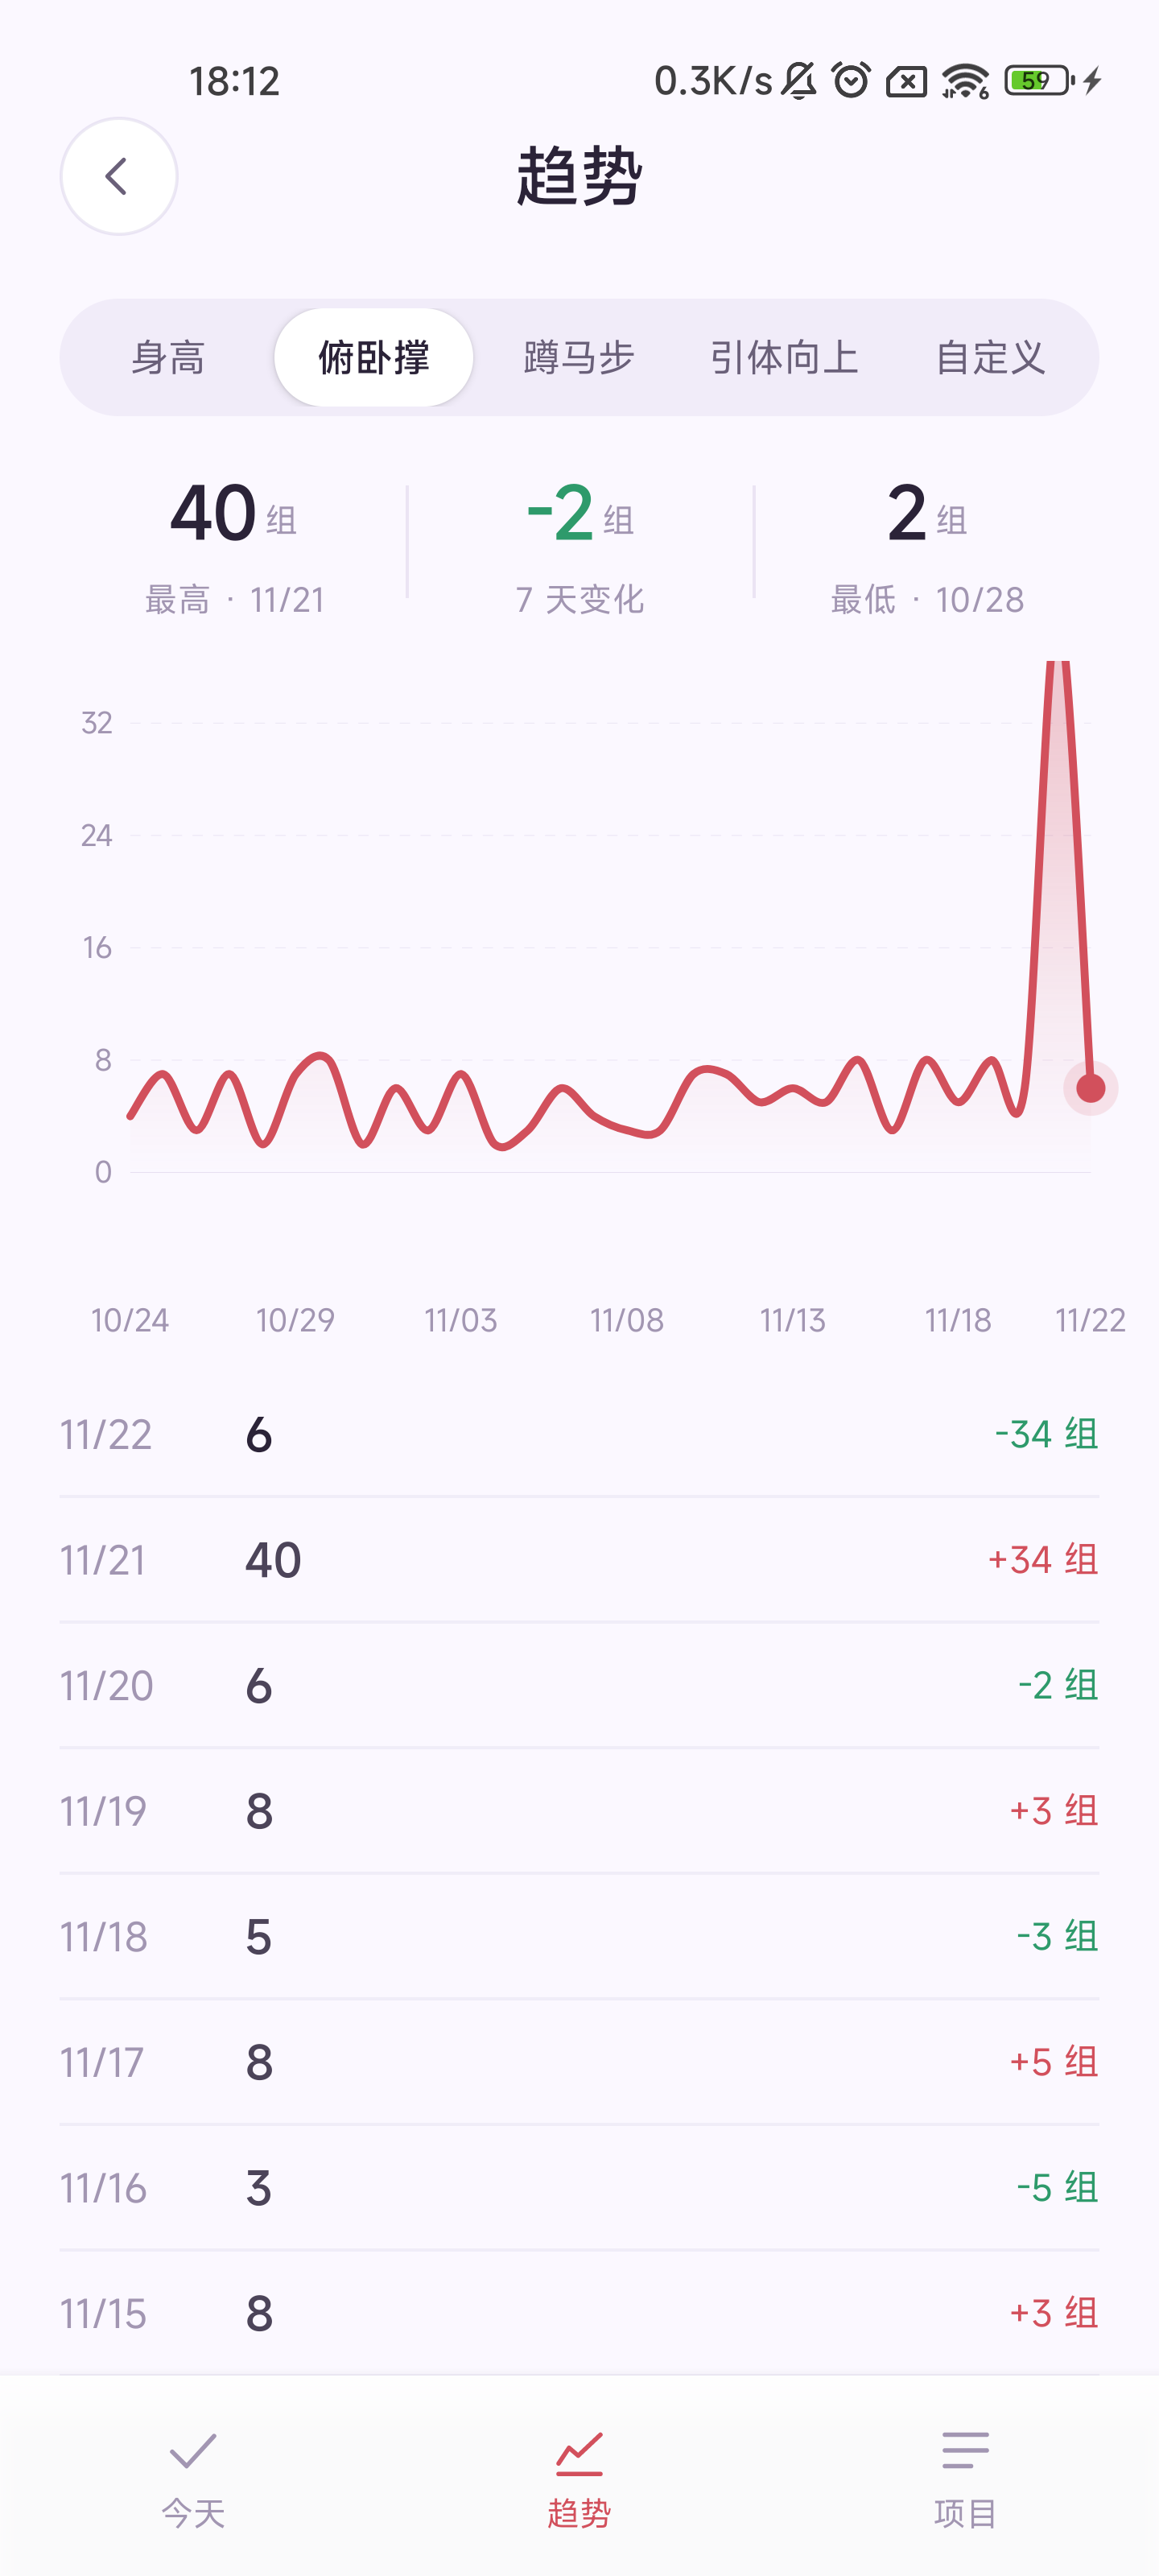 18:12 0.3K/s 6 59
趋势
身高 俯卧撑 蹲马步 引体向上 自定义
40 组 -2 组 2 组
最高 · 11/21 7 天变化 最低 · 10/28
32
24
16
8
0
10/24 10/29 11/03 11/08 11/13 11/18 11/22
11/22 6 -34 组
11/21 40 +34 组
11/20 6 -2 组
11/19 8 +3 组
11/18 5 -3 组
11/17 8 +5 组
11/16 3 -5 组
11/15 8 +3 组
今天 趋势 项目